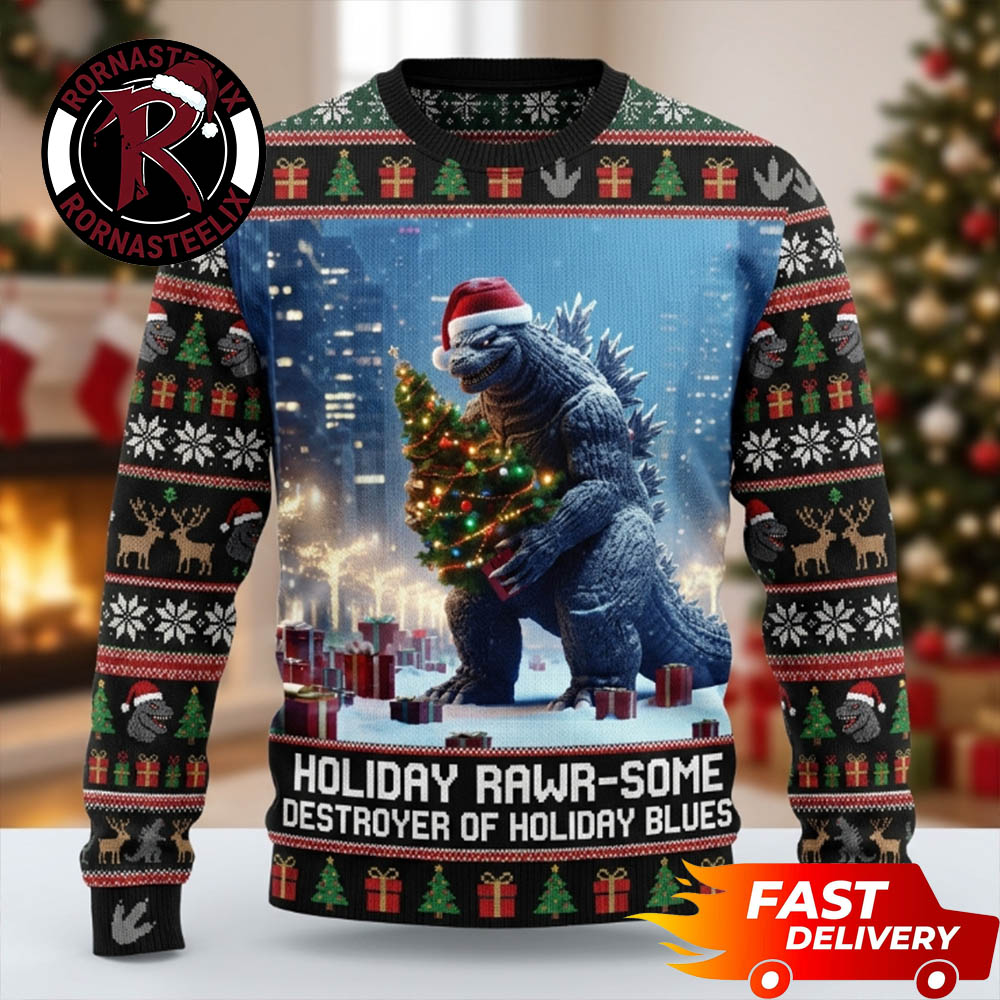 RORNASTEELIX
R
RORNASTEELIX
HOLIDAY RAWR-SOME
DESTROYER OF HOLIDAY BLUES
FAST
DELIVERY